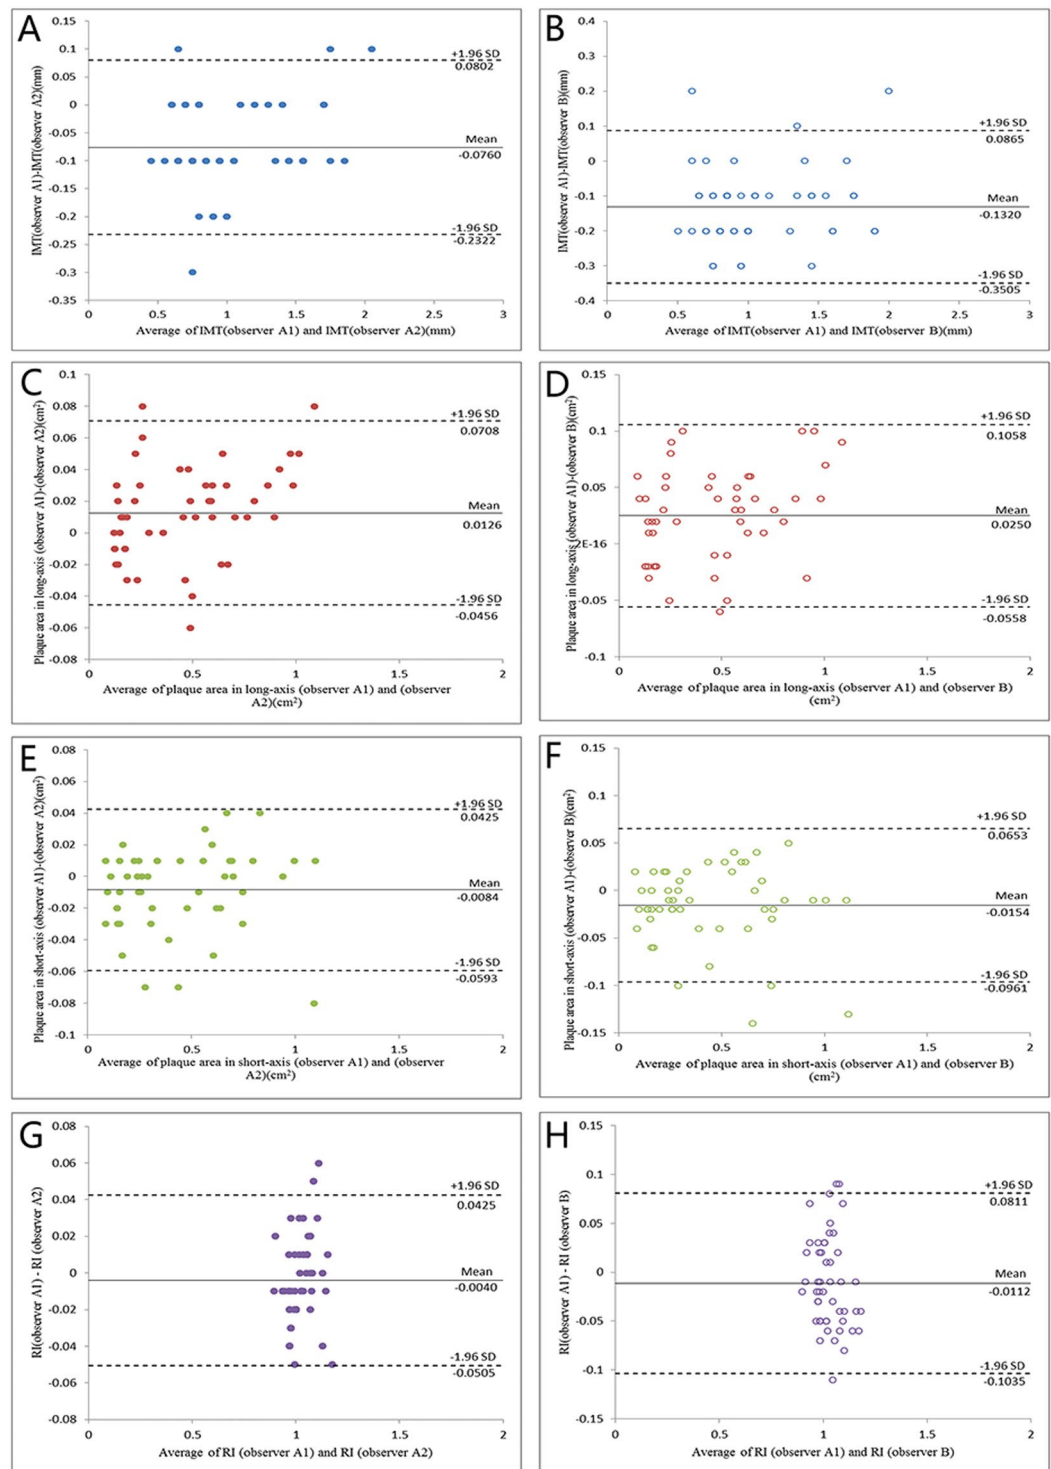 A
0.15
0.1
0.05
0
-0.05
-0.1
-0.15
-0.2
-0.25
-0.3
-0.35
IMT(observer A1)-IMT(observer A2)(mm)
+1.96 SD
0.0802
Mean
-0.0760
-1.96 SD
-0.2322
0 0.5 1 1.5 2 2.5 3
Average of IMT(observer A1) and IMT(observer A2)(mm)
B
0.4
0.3
0.2
0.1
0
-0.1
-0.2
-0.3
-0.4
IMT(observer A1)-IMT(observer B)(mm)
+1.96 SD
0.0865
Mean
-0.1320
-1.96 SD
-0.3505
0 0.5 1 1.5 2 2.5 3
Average of IMT(observer A1) and IMT(observer B)(mm)
C
0.1
0.08
0.06
0.04
0.02
0
-0.02
-0.04
-0.06
-0.08
Plaque area in long-axis (observer A1)-(observer A2)(cm²)
+1.96 SD
0.0708
Mean
0.0126
-1.96 SD
-0.0456
0 0.5 1 1.5 2
Average of plaque area in long-axis (observer A1) and (observer
A2)(cm²)
D
0.15
0.1
0.05
2E-16
-0.05
-0.1
Plaque area in long-axis (observer A1)-(observer B)(cm²)
+1.96 SD
0.1058
Mean
0.0250
-1.96 SD
-0.0558
0 0.5 1 1.5 2
Average of plaque area in long-axis (observer A1) and (observer B)
(cm²)
E
0.08
0.06
0.04
0.02
0
-0.02
-0.04
-0.06
-0.08
-0.1
Plaque area in short-axis (observer A1)-(observer A2)(cm²)
+1.96 SD
0.0425
Mean
-0.0084
-1.96 SD
-0.0593
0 0.5 1 1.5 2
Average of plaque area in short-axis (observer A1) and (observer
A2)(cm²)
F
0.15
0.1
0.05
0
-0.05
-0.1
-0.15
Plaque area in short-axis (observer A1)-(observer B)(cm²)
+1.96 SD
0.0653
Mean
-0.0154
-1.96 SD
-0.0961
0 0.5 1 1.5 2
Average of plaque area in short-axis (observer A1) and (observer B)
(cm²)
G
0.08
0.06
0.04
0.02
0
-0.02
-0.04
-0.06
-0.08
RI(observer A1) - RI (observer A2)
+1.96 SD
0.0425
Mean
-0.0040
-1.96 SD
-0.0505
0 0.5 1 1.5 2
Average of RI (observer A1) and RI (observer A2)
H
0.15
0.1
0.05
0
-0.05
-0.1
-0.15
RI(observer A1) - RI (observer B)
+1.96 SD
0.0811
Mean
-0.0112
-1.96 SD
-0.1035
0 0.5 1 1.5 2
Average of RI (observer A1) and RI (observer B)